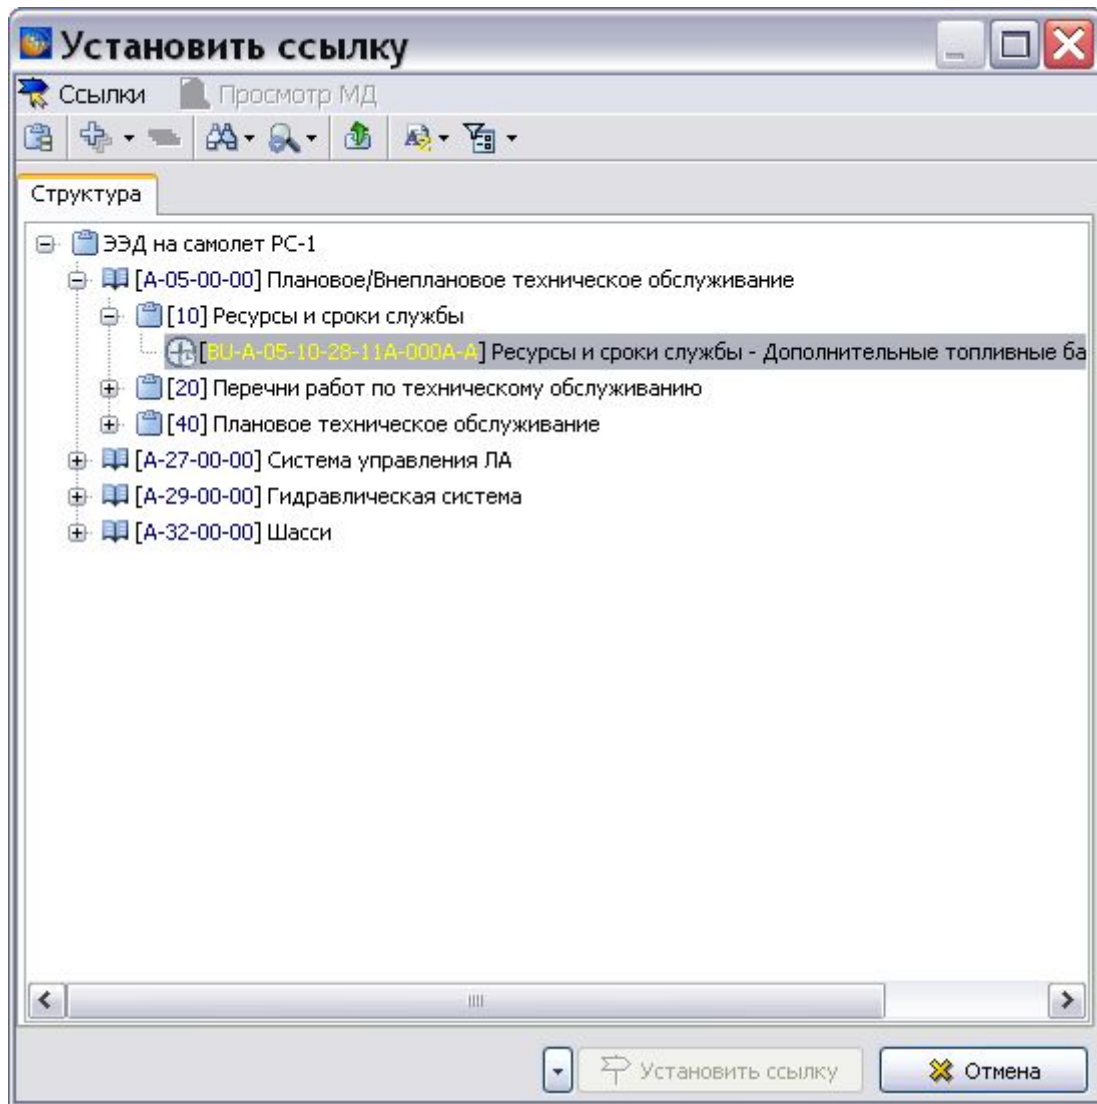 Установить ссылку
Ссылки Просмотр МД
Структура
ЭЭД на самолет РС-1
[A-05-00-00] Плановое/Внеплановое техническое обслуживание
[10] Ресурсы и сроки службы
[BU-A-05-10-28-11A-000A-A] Ресурсы и сроки службы - Дополнительные топливные ба
[20] Перечни работ по техническому обслуживанию
[40] Плановое техническое обслуживание
[A-27-00-00] Система управления ЛА
[A-29-00-00] Гидравлическая система
[A-32-00-00] Шасси
Установить ссылку Отмена